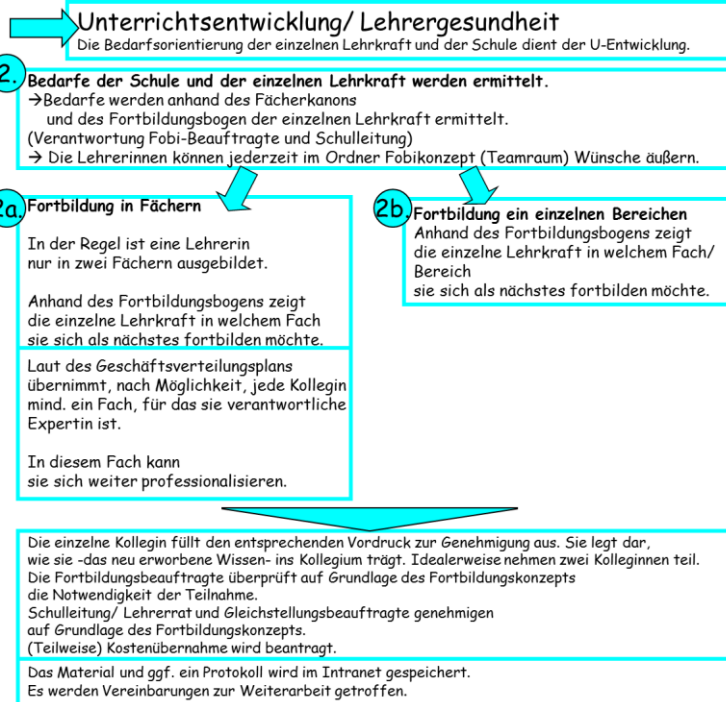 Unterrichtsentwicklung/ Lehrergesundheit
Die Bedarfsorientierung der einzelnen Lehrkraft und der Schule dient der U-Entwicklung.
2.
Bedarfe der Schule und der einzelnen Lehrkraft werden ermittelt.
→Bedarfe werden anhand des Fächerkanons
und des Fortbildungsbogen der einzelnen Lehrkraft ermittelt.
(Verantwortung Fobi-Beauftragte und Schulleitung)
→ Die Lehrerinnen können jederzeit im Ordner Fobikonzept (Teamraum) Wünsche äußern.
2a.
Fortbildung in Fächern
In der Regel ist eine Lehrerin
nur in zwei Fächern ausgebildet.
Anhand des Fortbildungsbogens zeigt
die einzelne Lehrkraft in welchem Fach
sie sich als nächstes fortbilden möchte.
Laut des Geschäftsverteilungsplans
übernimmt, nach Möglichkeit, jede Kollegin
mind. ein Fach, für das sie verantwortliche
Expertin ist.
In diesem Fach kann
sie sich weiter professionalisieren.
2b.
Fortbildung ein einzelnen Bereichen
Anhand des Fortbildungsbogens zeigt
die einzelne Lehrkraft in welchem Fach/
Bereich
sie sich als nächstes fortbilden möchte.
Die einzelne Kollegin füllt den entsprechenden Vordruck zur Genehmigung aus. Sie legt dar,
wie sie -das neu erworbene Wissen- ins Kollegium trägt. Idealerweise nehmen zwei Kolleginnen teil.
Die Fortbildungsbeauftragte überprüft auf Grundlage des Fortbildungskonzepts
die Notwendigkeit der Teilnahme.
Schulleitung/ Lehrerrat und Gleichstellungsbeauftragte genehmigen
auf Grundlage des Fortbildungskonzepts.
(Teilweise) Kostenübernahme wird beantragt.
Das Material und ggf. ein Protokoll wird im Intranet gespeichert.
Es werden Vereinbarungen zur Weiterarbeit getroffen.